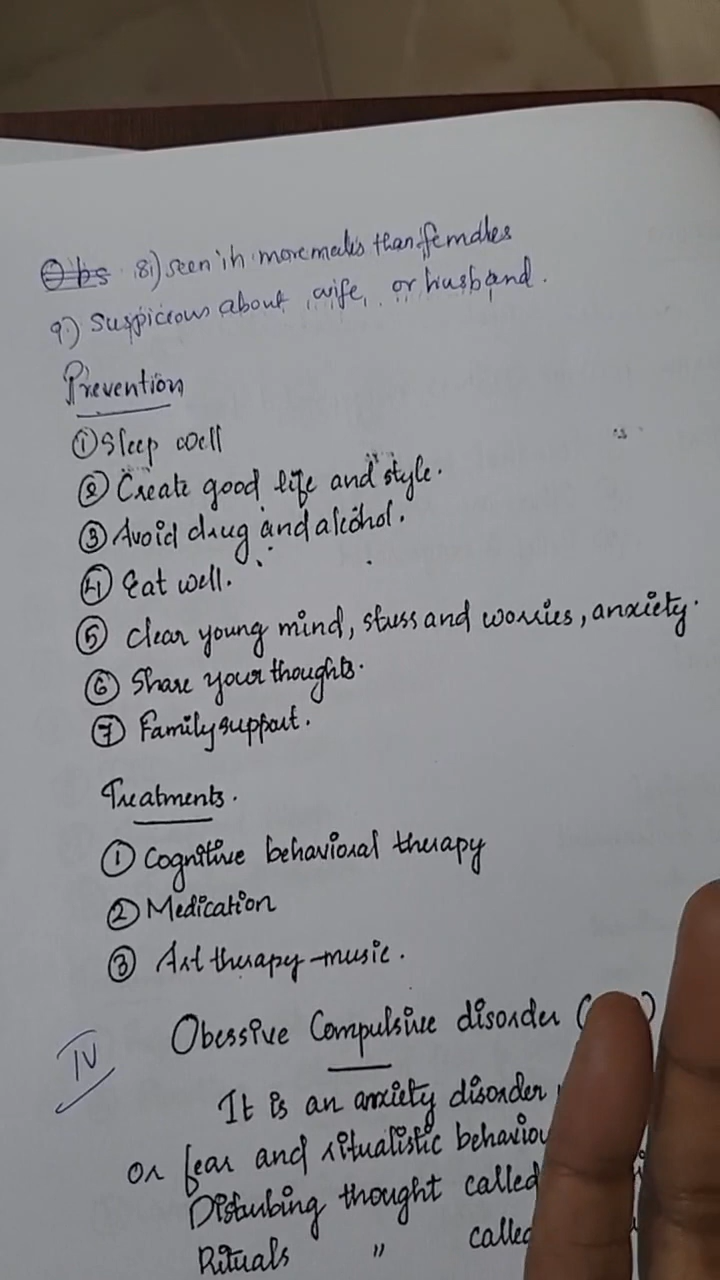 Obs 8) seen in more males than females
9) Suspicious about wife, or husband.
Prevention
① Sleep well
② Create good life and style.
③ Avoid drug and alcohol.
④ Eat well.
⑤ clear young mind, stress and worries, anxiety.
⑥ Share your thoughts.
⑦ Family support.
Treatments.
① Cognitive behavioral therapy
② Medication
③ Art therapy - music.
IV Obessive Compulsive disorder (
It is an anxiety disorder
or fear and ritualistic behaviou
Disturbing thought called
Rituals " called